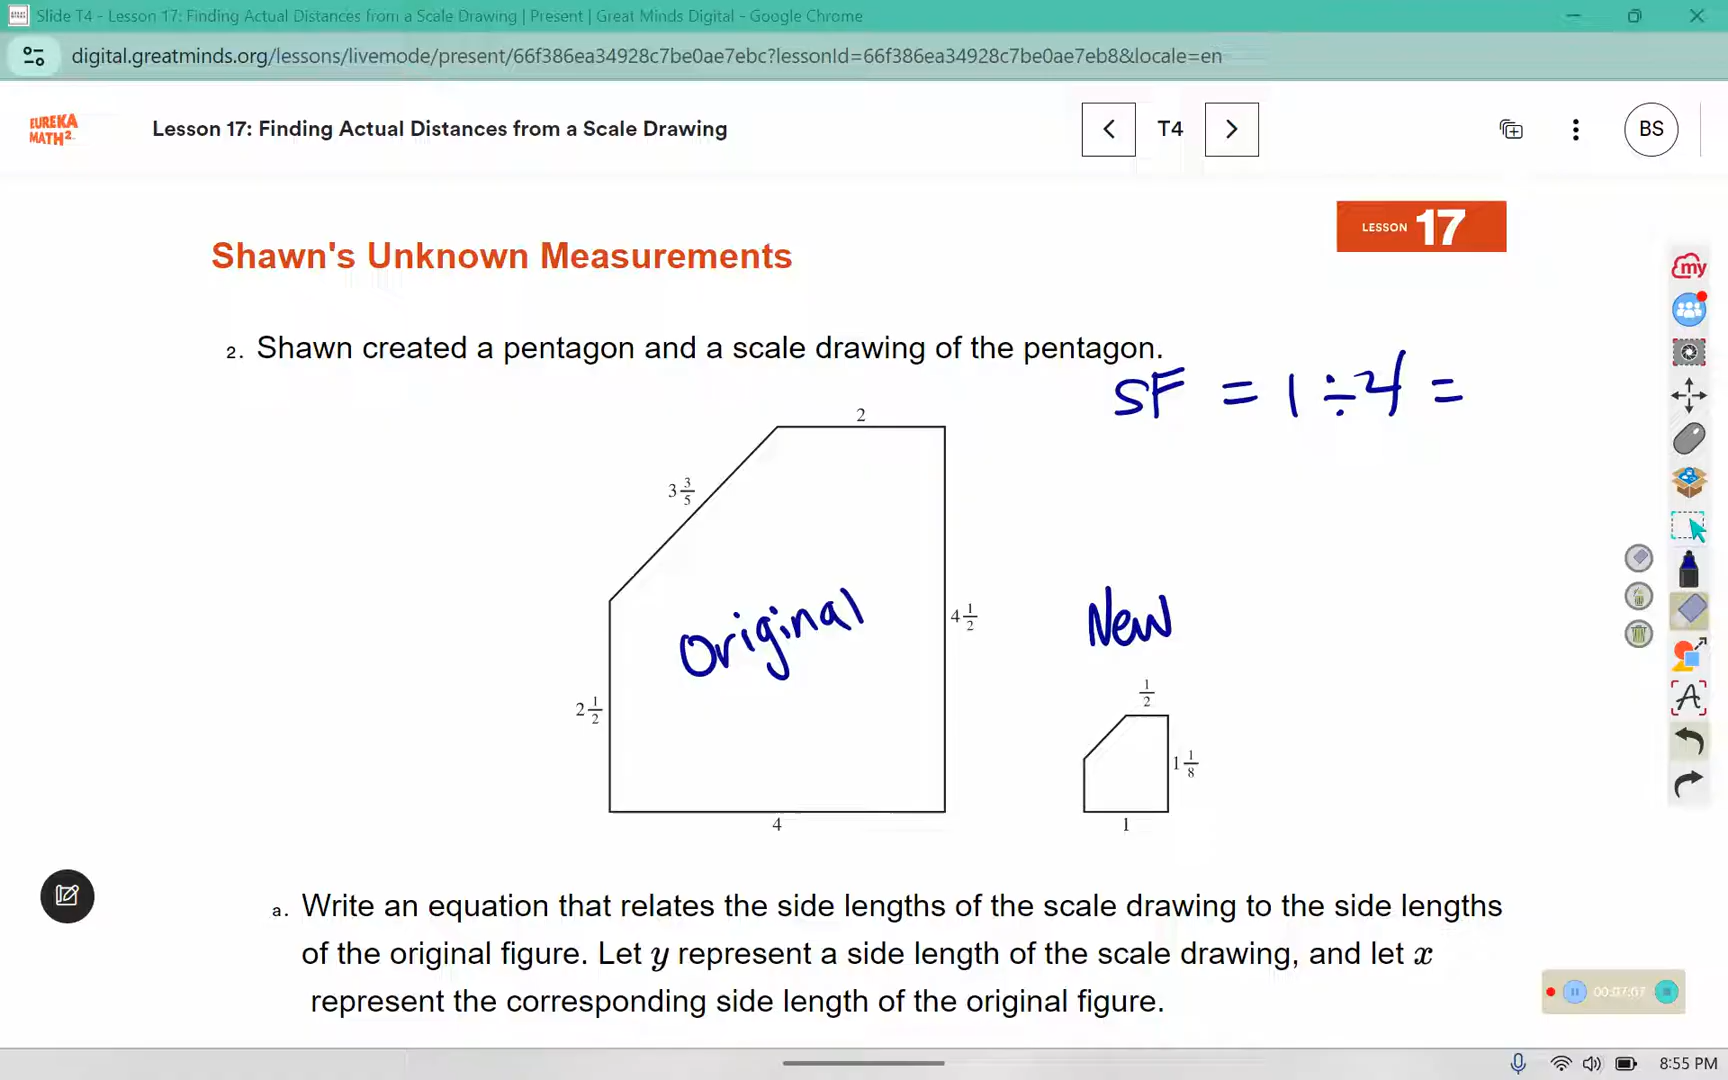 Slide T4 - Lesson 17: Finding Actual Distances from a Scale Drawing | Present | Great Minds Digital - Google Chrome
digital.greatminds.org/lessons/livemode/present/66f386ea34928c7be0ae7ebc?lessonId=66f386ea34928c7be0ae7eb8&locale=en
EUREKA
MATH²
Lesson 17: Finding Actual Distances from a Scale Drawing
T4
BS
LESSON 17
Shawn's Unknown Measurements
my
2. Shawn created a pentagon and a scale drawing of the pentagon.
SF = 1 ÷ 4 =
2
3 3/5
Original
4 1/2
New
2 1/2
1/2
1 1/8
4
1
A
a. Write an equation that relates the side lengths of the scale drawing to the side lengths
of the original figure. Let y represent a side length of the scale drawing, and let x
represent the corresponding side length of the original figure.
00:07:07
8:55 PM